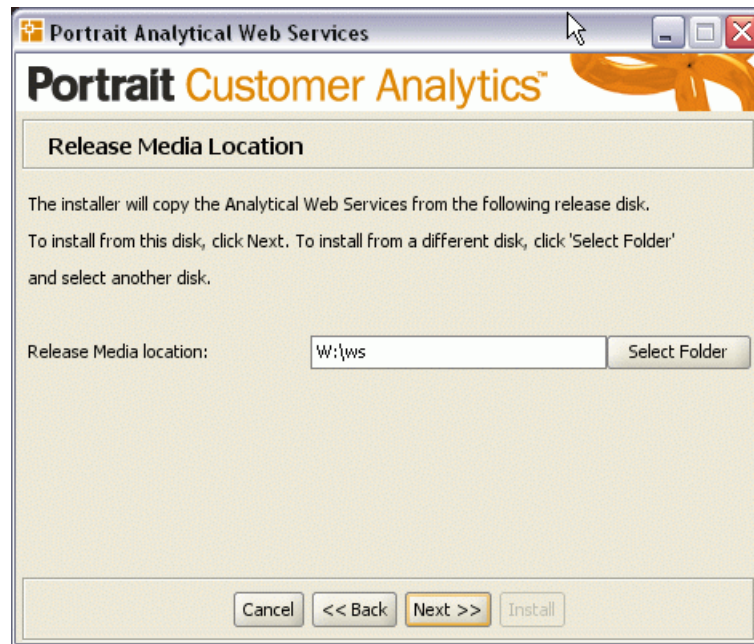 Portrait Analytical Web Services
Portrait Customer Analytics™
Release Media Location
The installer will copy the Analytical Web Services from the following release disk.
To install from this disk, click Next. To install from a different disk, click 'Select Folder'
and select another disk.
Release Media location: W:\ws Select Folder
Cancel << Back Next >> Install